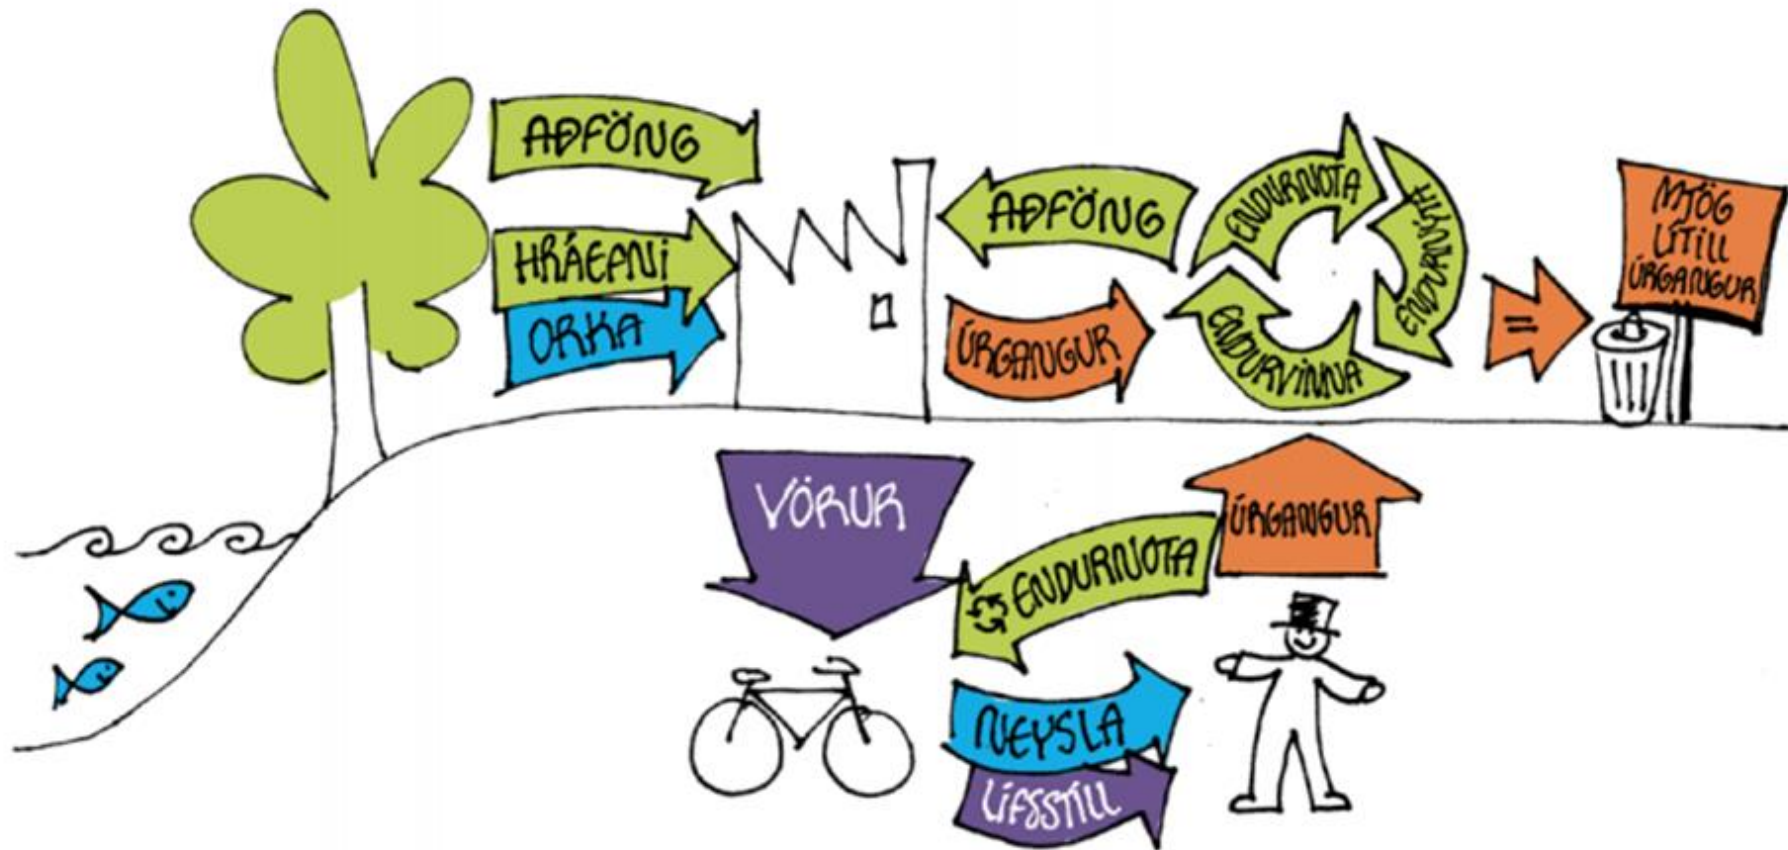 AÐFÖNG
HRÁEFNI
ORKA
AÐFÖNG
ÚRGANGUR
ENDURNOTA
ENDURNÝTA
ENDURVINNA
=
MJÖG
LÍTILL
ÚRGANGUR
VÖRUR
ENDURNOTA
ÚRGANGUR
NEYSLA
LÍFSSTÍLL